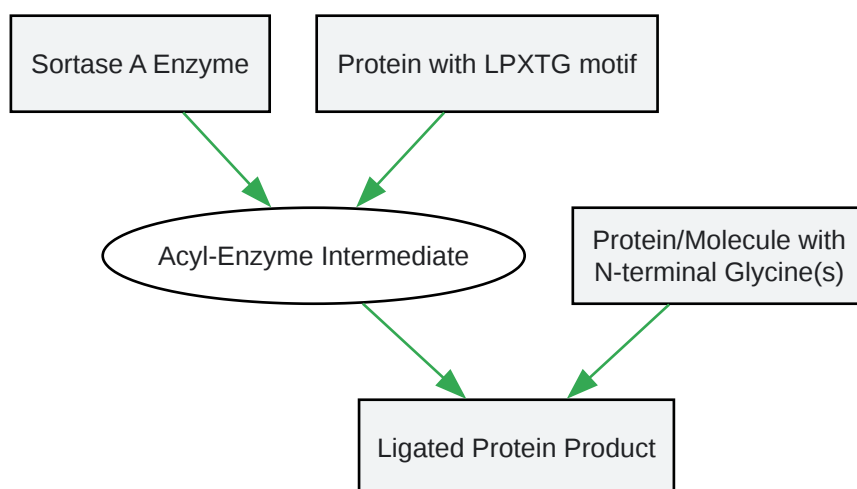 Sortase A Enzyme
Protein with LPXTG motif
Acyl-Enzyme Intermediate
Protein/Molecule with
N-terminal Glycine(s)
Ligated Protein Product